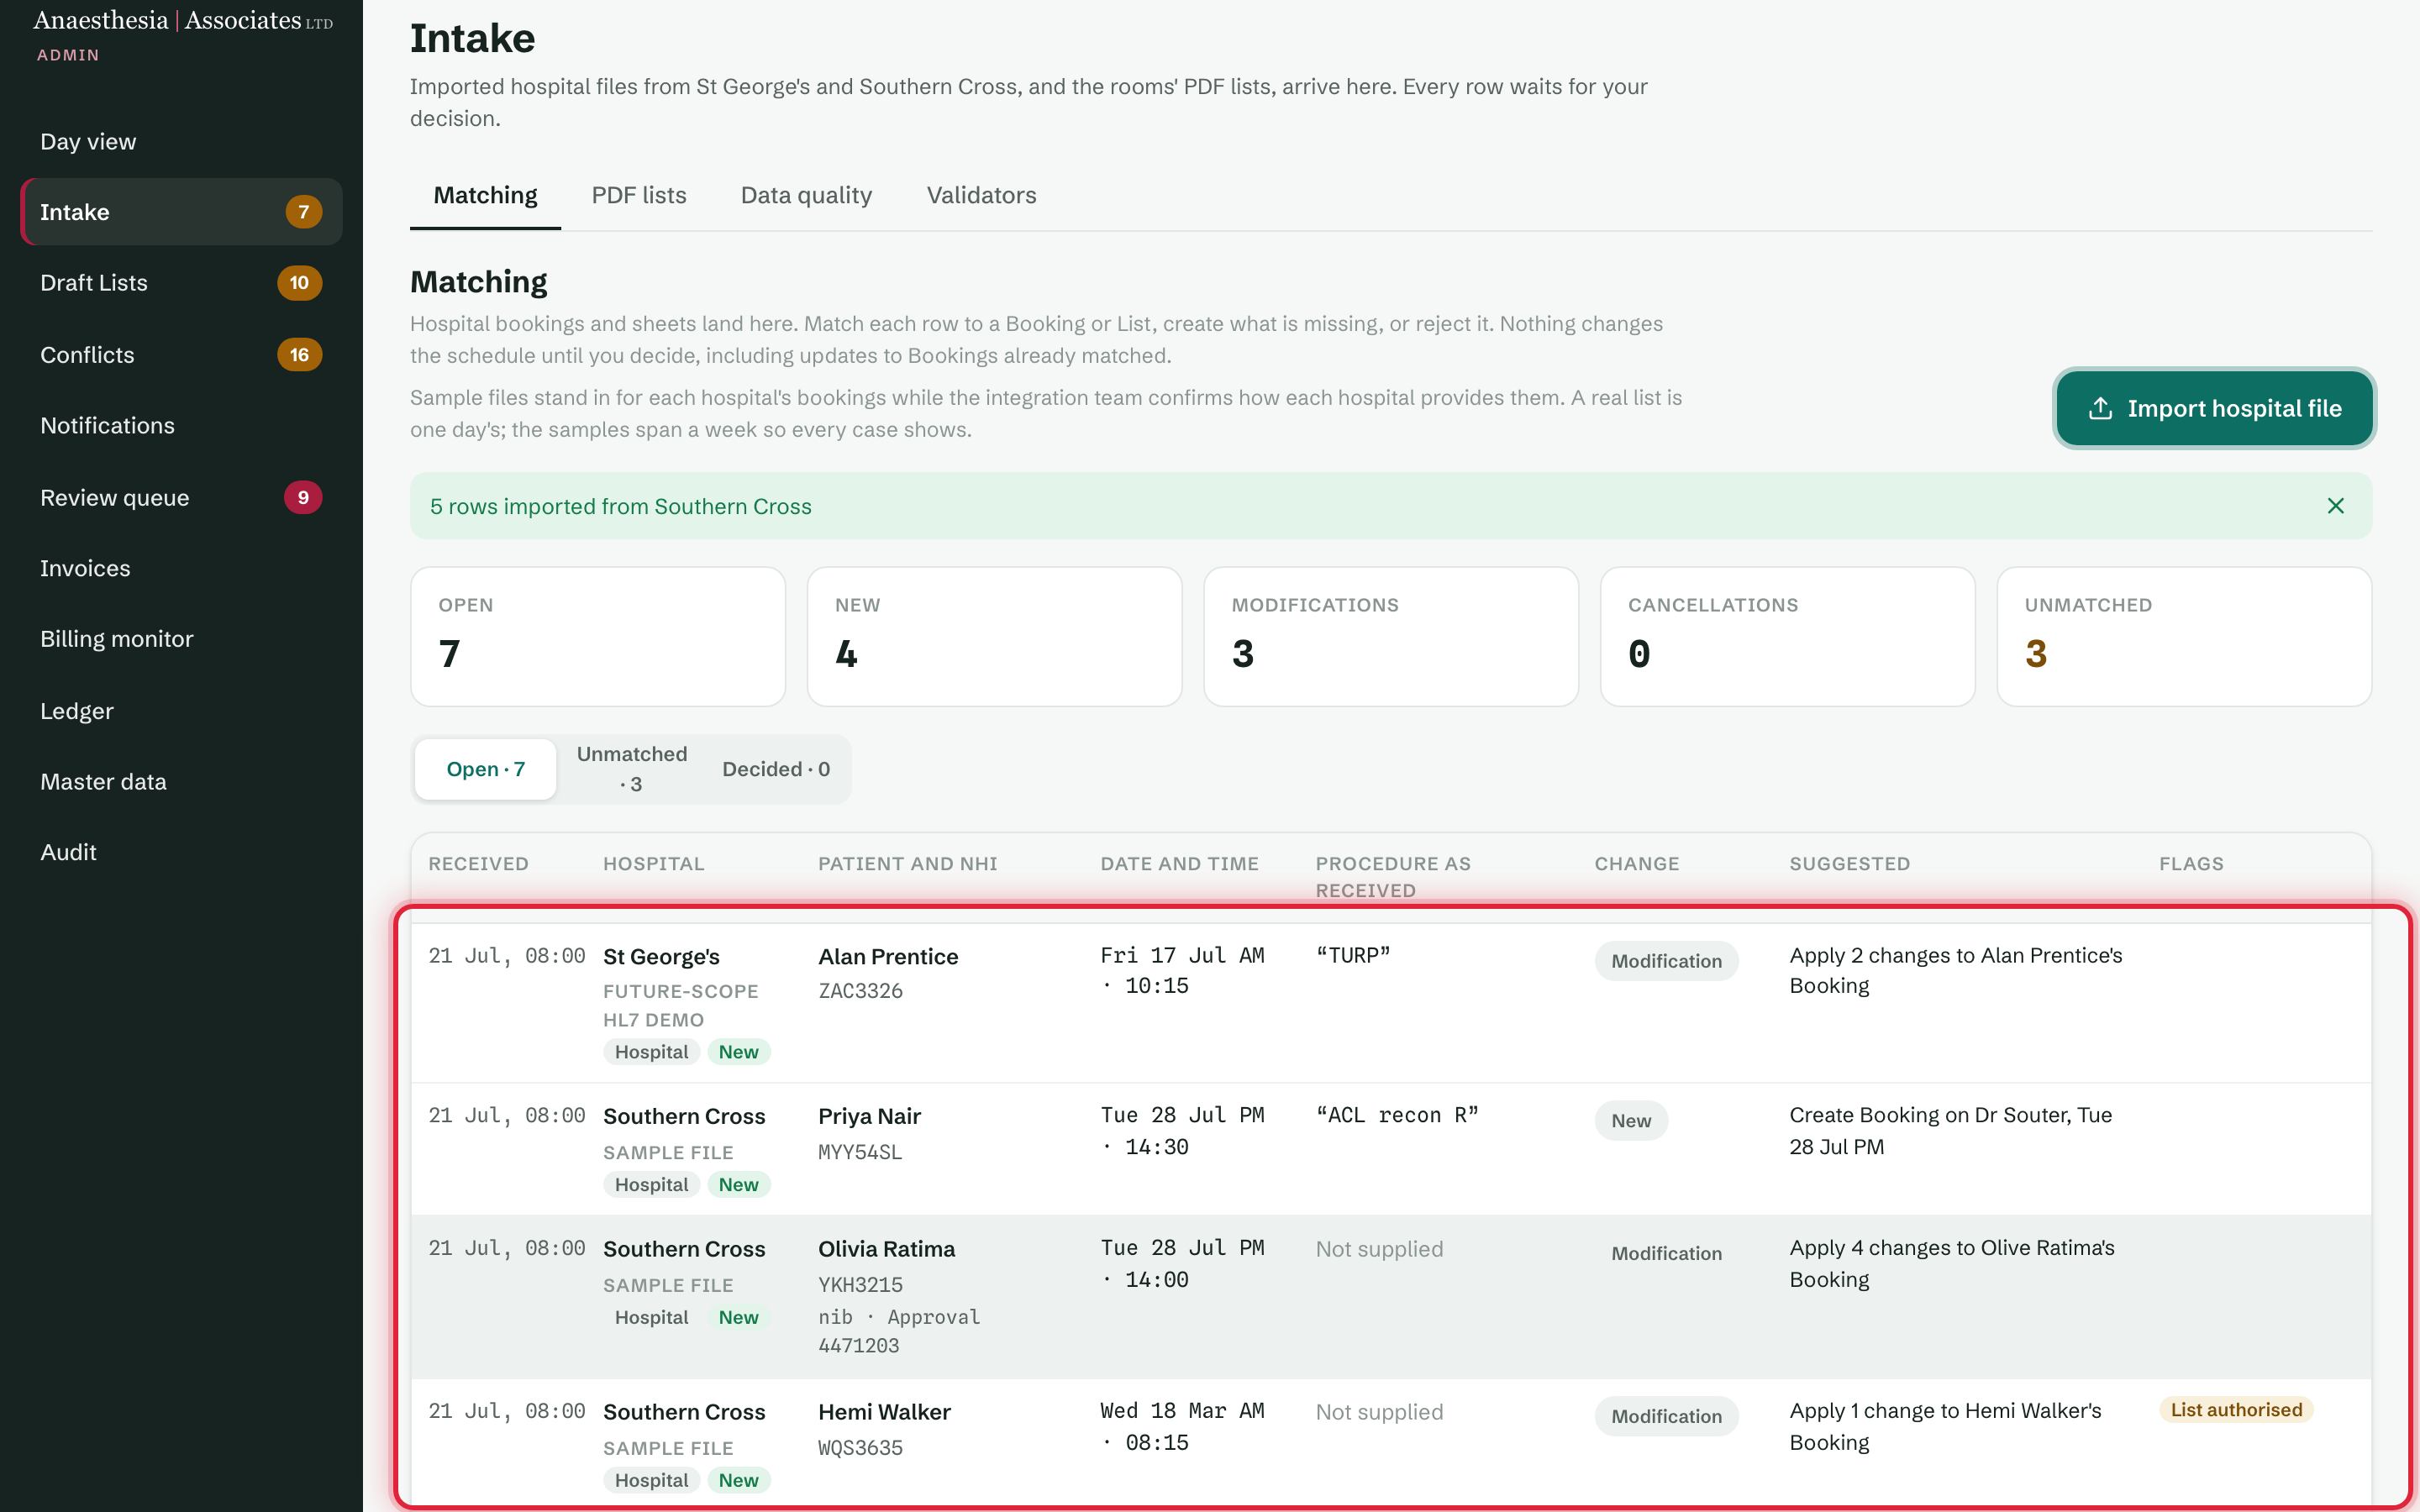 Anaesthesia | Associates LTD
ADMIN
Day view
Intake 7
Draft Lists 10
Conflicts 16
Notifications
Review queue 9
Invoices
Billing monitor
Ledger
Master data
Audit
Intake
Imported hospital files from St George's and Southern Cross, and the rooms' PDF lists, arrive here. Every row waits for your
decision.
Matching PDF lists Data quality Validators
Matching
Hospital bookings and sheets land here. Match each row to a Booking or List, create what is missing, or reject it. Nothing changes
the schedule until you decide, including updates to Bookings already matched.
Sample files stand in for each hospital's bookings while the integration team confirms how each hospital provides them. A real list is
one day's; the samples span a week so every case shows.
Import hospital file
5 rows imported from Southern Cross
OPEN
7
NEW
4
MODIFICATIONS
3
CANCELLATIONS
0
UNMATCHED
3
Open · 7
Unmatched
· 3
Decided · 0
RECEIVED HOSPITAL PATIENT AND NHI DATE AND TIME PROCEDURE AS CHANGE SUGGESTED FLAGS
RECEIVED
21 Jul, 08:00 St George's Alan Prentice Fri 17 Jul AM “TURP” Modification Apply 2 changes to Alan Prentice's
FUTURE-SCOPE ZAC3326 · 10:15 Booking
HL7 DEMO
Hospital New
21 Jul, 08:00 Southern Cross Priya Nair Tue 28 Jul PM “ACL recon R” New Create Booking on Dr Souter, Tue
SAMPLE FILE MYY54SL · 14:30 28 Jul PM
Hospital New
21 Jul, 08:00 Southern Cross Olivia Ratima Tue 28 Jul PM Not supplied Modification Apply 4 changes to Olive Ratima's
SAMPLE FILE YKH3215 · 14:00 Booking
Hospital New nib · Approval
4471203
21 Jul, 08:00 Southern Cross Hemi Walker Wed 18 Mar AM Not supplied Modification Apply 1 change to Hemi Walker's List authorised
SAMPLE FILE WQS3635 · 08:15 Booking
Hospital New